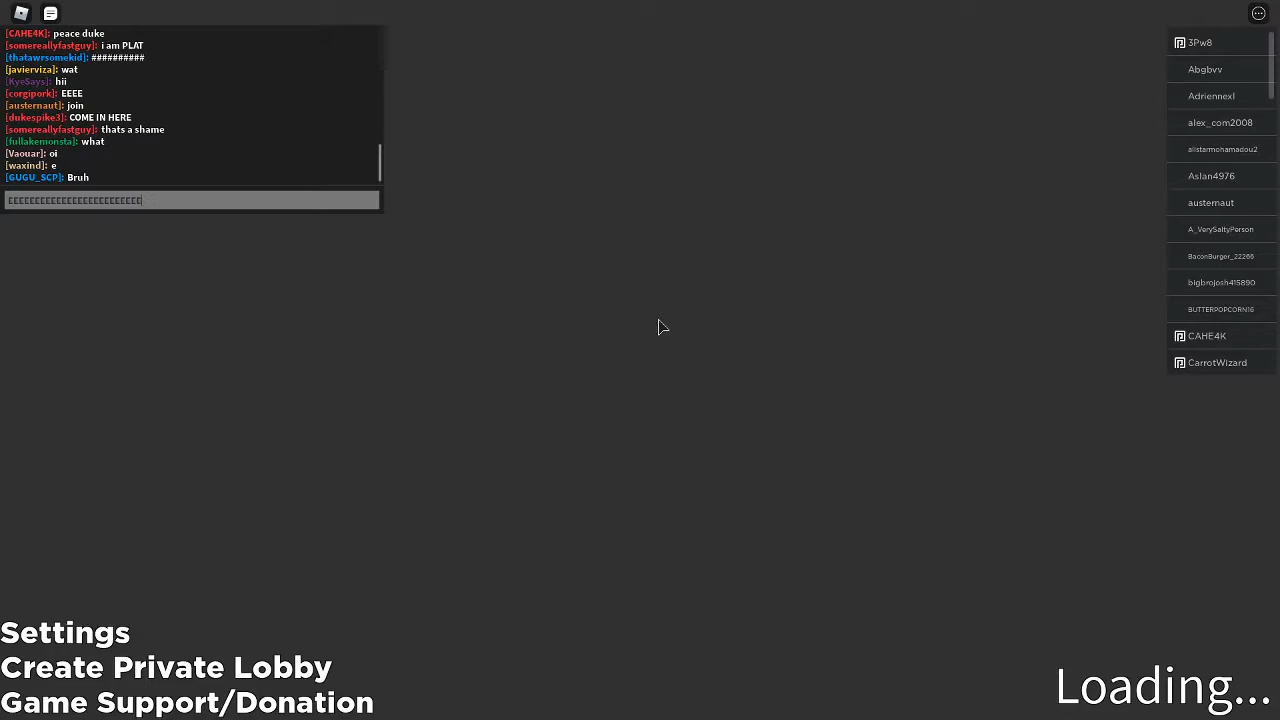 [CAHE4K]: peace duke
[somereallyfastguy]: i am PLAT
[thatawrsomekid]: ##########
[javierviza]: wat
[KyeSays]: hii
[corgipork]: EEEE
[austernaut]: join
[dukespike3]: COME IN HERE
[somereallyfastguy]: thats a shame
[fullakemonsta]: what
[Vaouar]: oi
[waxind]: e
[GUGU_SCP]: Bruh
3Pw8
Abgbvv
Adriennexl
alex_com2008
alistarmohamadou2
Aslan4976
austernaut
A_VerySaltyPerson
BaconBurger_22266
bigbrojosh415890
BUTTERPOPCORN16
CAHE4K
CarrotWizard
Settings
Create Private Lobby
Game Support/Donation
Loading...